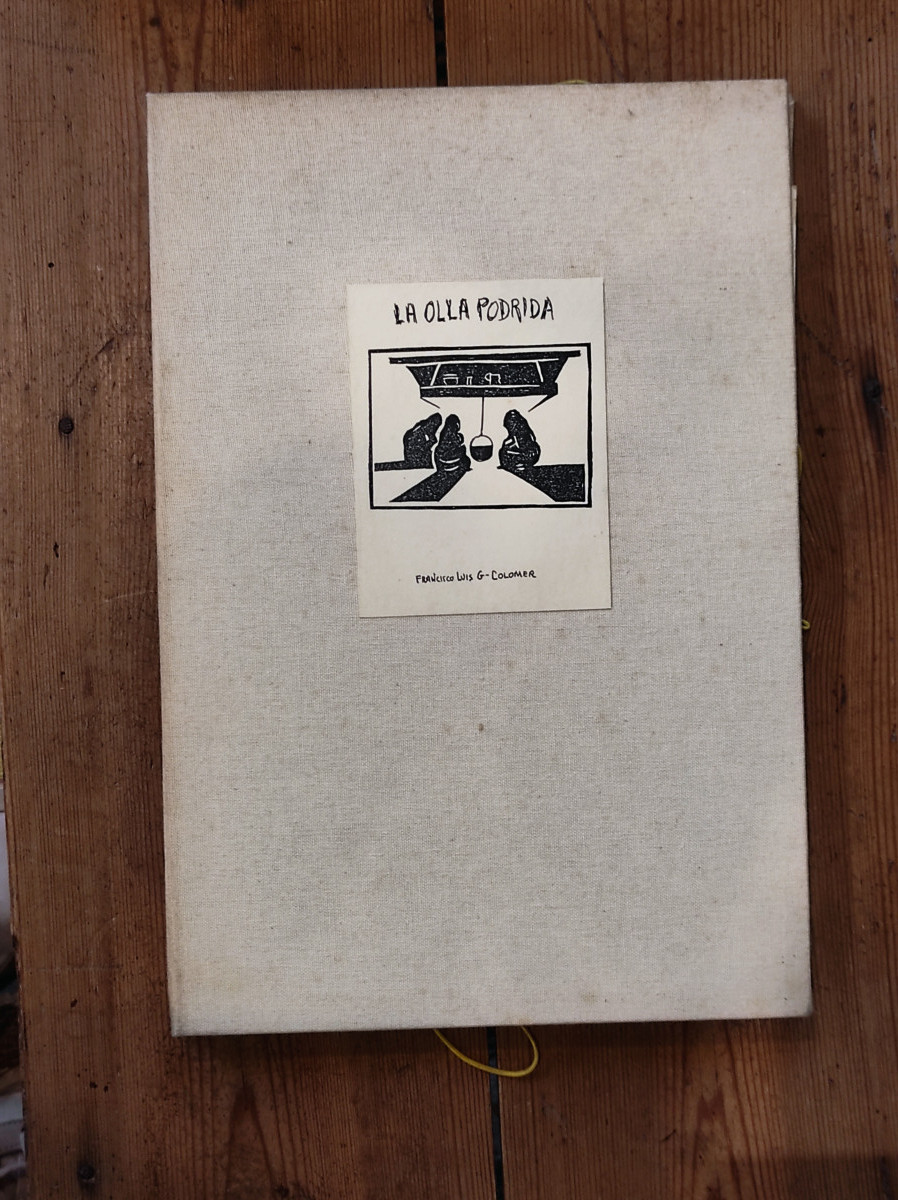 LA OLLA PODRIDA
FRANCISCO LUIS G-COLOMER